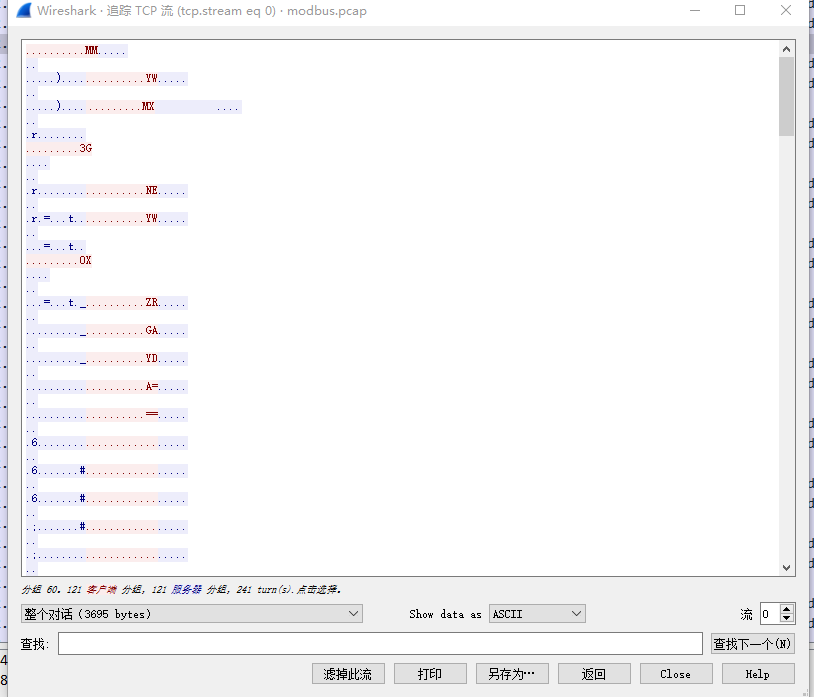 Wireshark · 追踪 TCP 流 (tcp.stream eq 0) · modbus.pcap
..........MM.....
..
.....)..............YW.....
..
.....).............MX ....
..
.r........
.........3G
....
..
.r..................NE.....
..
.r.=...t............YW.....
..
...=...t..
.........OX
....
..
...=...t._..........ZR.....
..
........._..........GA.....
..
........._..........YD.....
..
....................A=.....
..
....................==.....
..
.6.........................
..
.6.......#.................
..
.6.......#.................
..
.;.......#.................
..
.;.........................
..
分组 60。121 客户端 分组, 121 服务器 分组, 241 turn(s).点击选择。
整个对话 (3695 bytes) Show data as ASCII 流 0
查找: 查找下一个(N)
滤掉此流 打印 另存为… 返回 Close Help
4
8